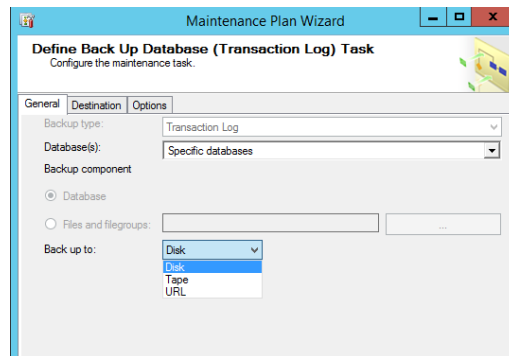 Maintenance Plan Wizard
Define Back Up Database (Transaction Log) Task
Configure the maintenance task.
General Destination Options
Backup type: Transaction Log
Database(s): Specific databases
Backup component
Database
Files and filegroups: ...
Back up to: Disk
Disk
Tape
URL